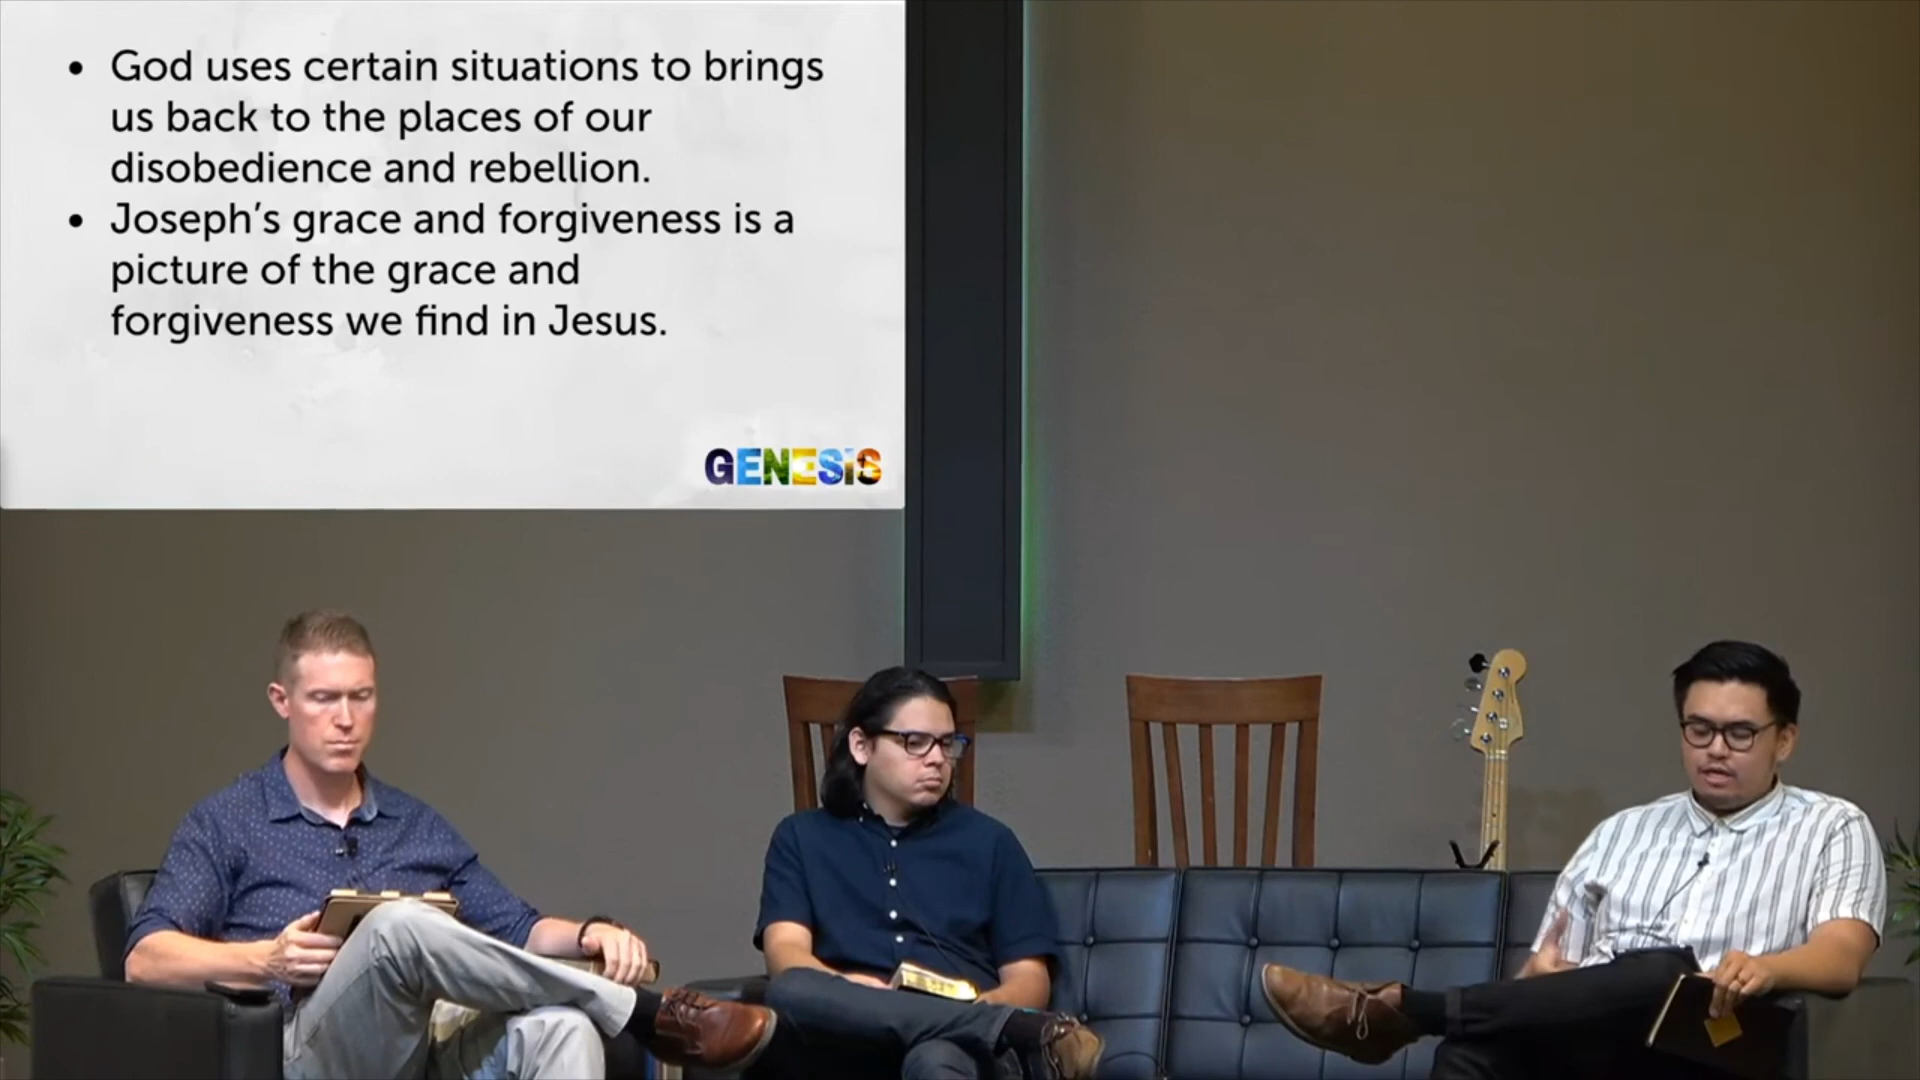 • God uses certain situations to brings
us back to the places of our
disobedience and rebellion.
• Joseph's grace and forgiveness is a
picture of the grace and
forgiveness we find in Jesus.
GENESIS